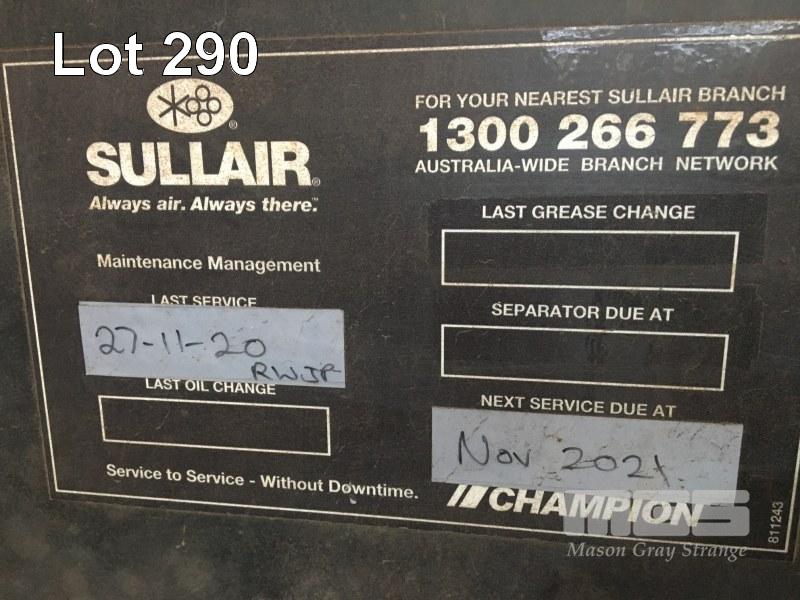 Lot 290
SULLAIR®
Always air. Always there.™
Maintenance Management
LAST SERVICE
27-11-20
RWJP
LAST OIL CHANGE
Service to Service - Without Downtime.
FOR YOUR NEAREST SULLAIR BRANCH
1300 266 773
AUSTRALIA-WIDE BRANCH NETWORK
LAST GREASE CHANGE
SEPARATOR DUE AT
NEXT SERVICE DUE AT
Nov 2021
CHAMPION
MGS
Mason Gray Strange
811243